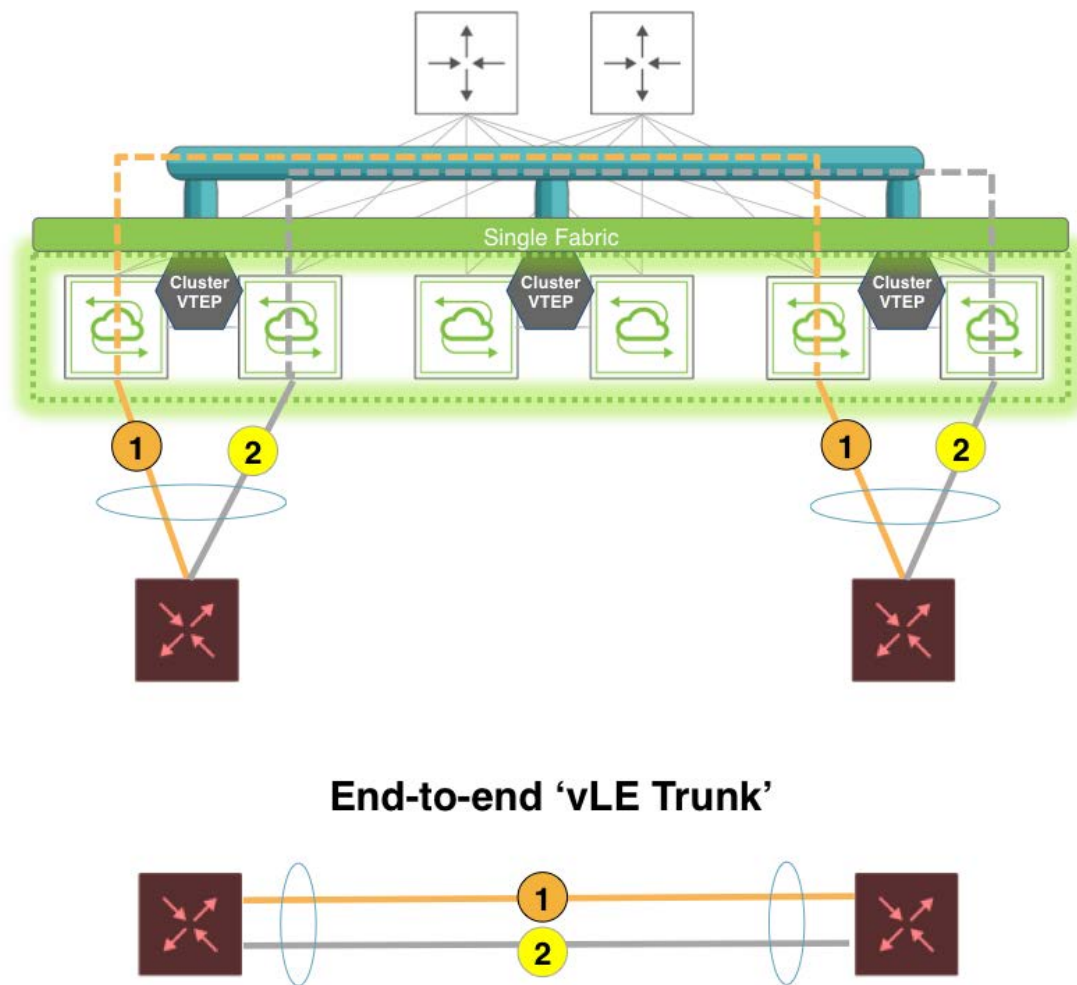 Single Fabric
Cluster
VTEP
Cluster
VTEP
Cluster
VTEP
1
2
1
2
End-to-end ‘vLE Trunk’
1
2